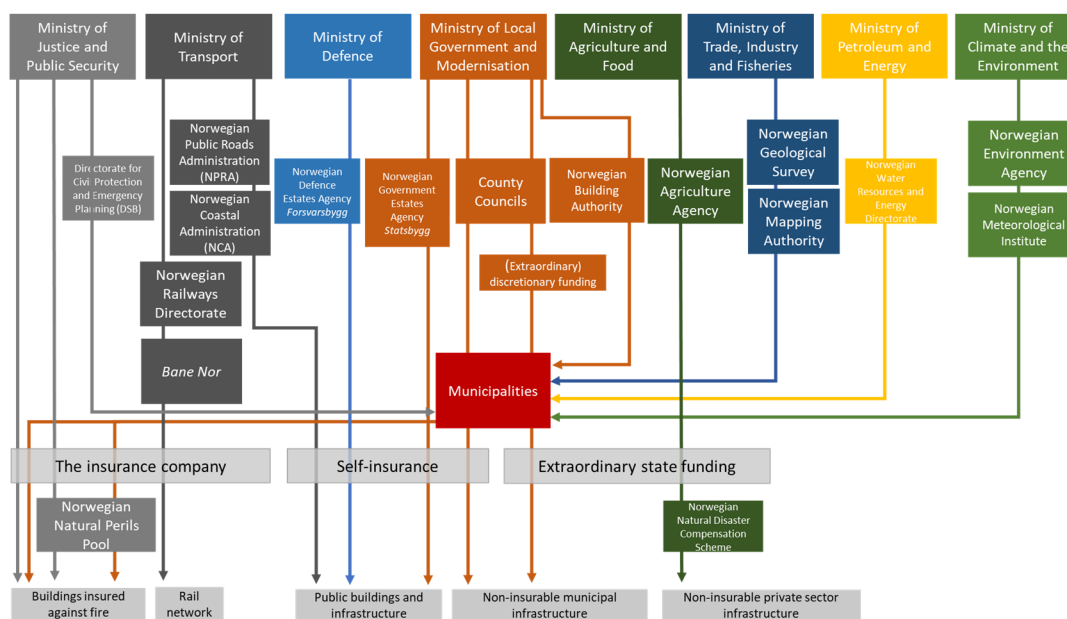 Ministry of
Justice and
Public Security
Ministry of
Transport
Ministry of
Defence
Ministry of Local
Government and
Modernisation
Ministry of
Agriculture and
Food
Ministry of
Trade, Industry
and Fisheries
Ministry of
Petroleum and
Energy
Ministry of
Climate and the
Environment
Directorate for
Civil Protection
and Emergency
Planning (DSB)
Norwegian
Public Roads
Administration
(NPRA)
Norwegian
Coastal
Administration
(NCA)
Norwegian
Railways
Directorate
Bane Nor
Norwegian
Defence
Estates Agency
Forsvarsbygg
Norwegian
Government
Estates
Agency
Statsbygg
County
Councils
Norwegian
Building
Authority
(Extraordinary)
discretionary funding
Norwegian
Agriculture
Agency
Norwegian
Geological
Survey
Norwegian
Mapping
Authority
Norwegian
Water
Resources and
Energy
Directorate
Norwegian
Environment
Agency
Norwegian
Meteorological
Institute
Municipalities
The insurance company
Self-insurance
Extraordinary state funding
Norwegian
Natural Perils
Pool
Norwegian
Natural Disaster
Compensation
Scheme
Buildings insured
against fire
Rail
network
Public buildings and
infrastructure
Non-insurable municipal
infrastructure
Non-insurable private sector
infrastructure